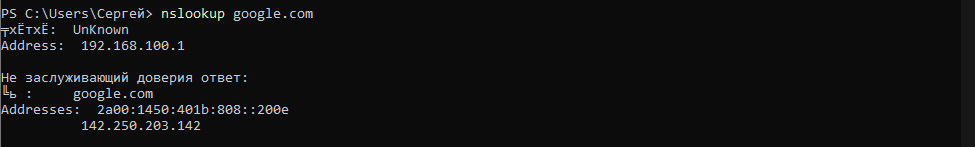 PS C:\Users\Сергей> nslookup google.com
╤хЁтхЁ:  UnKnown
Address:  192.168.100.1

Не заслуживающий доверия ответ:
╚ь :     google.com
Addresses:  2a00:1450:401b:808::200e
          142.250.203.142